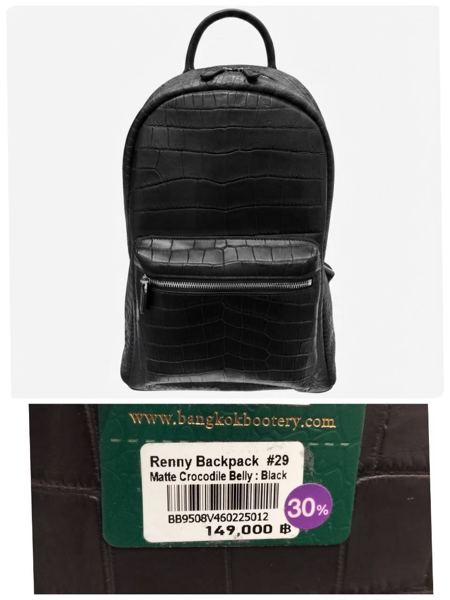 www.bangkokbootery.com
Renny Backpack #29
Matte Crocodile Belly : Black
BB9508V460225012
30%
149,000 ฿